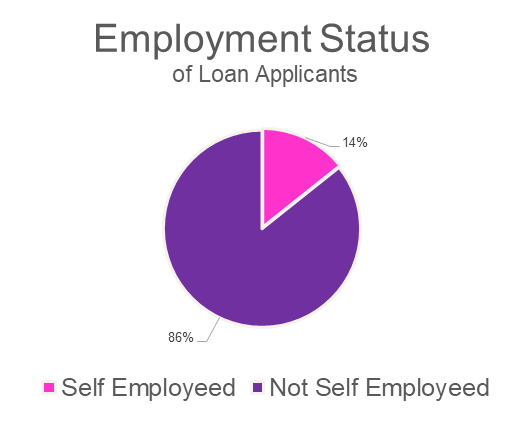 Employment Status
of Loan Applicants
14%
86%
Self Employeed Not Self Employeed